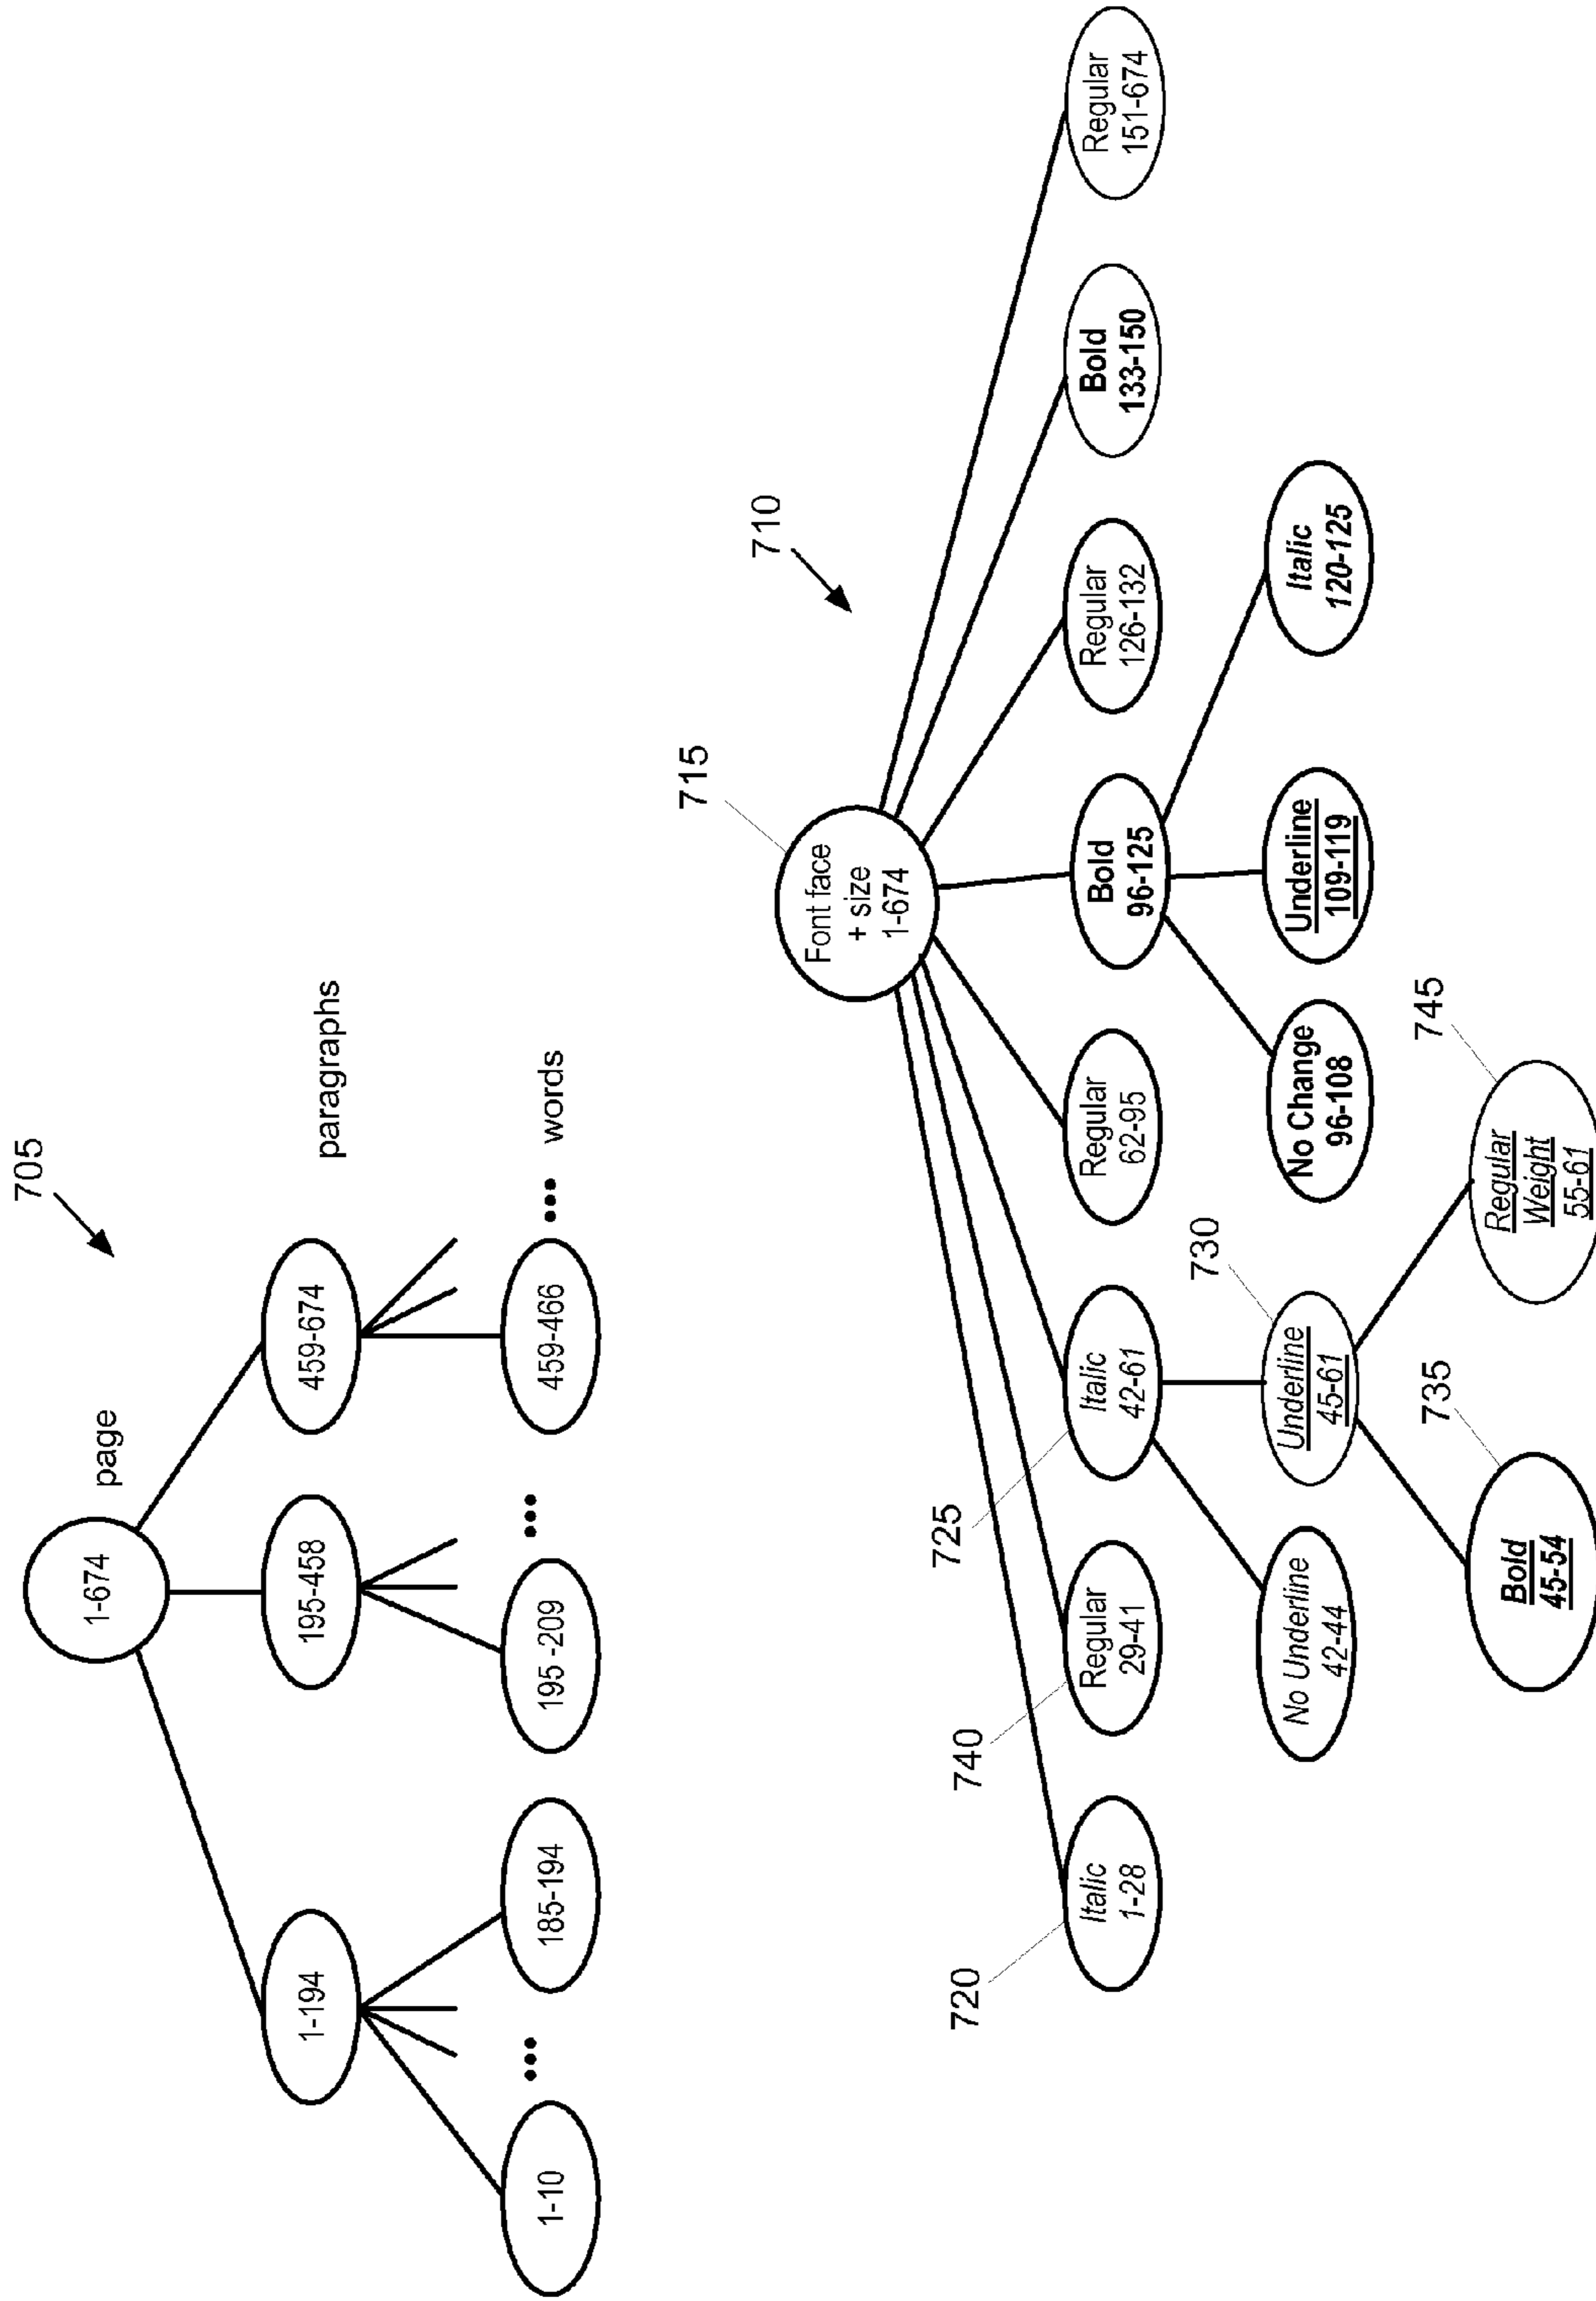 705
page
1-674
paragraphs
1-194
195-458
459-674
words
1-10
•••
185-194
195 -209
•••
459-466
•••
710
715
Font face
+ size
1-674
720
740
725
Italic
1-28
Regular
29-41
Italic
42-61
Regular
62-95
Bold
96-125
Regular
126-132
Bold
133-150
Regular
151-674
730
No Underline
42-44
Underline
45-61
No Change
96-108
Underline
109-119
Italic
120-125
735
745
Bold
45-54
Regular
Weight
55-61